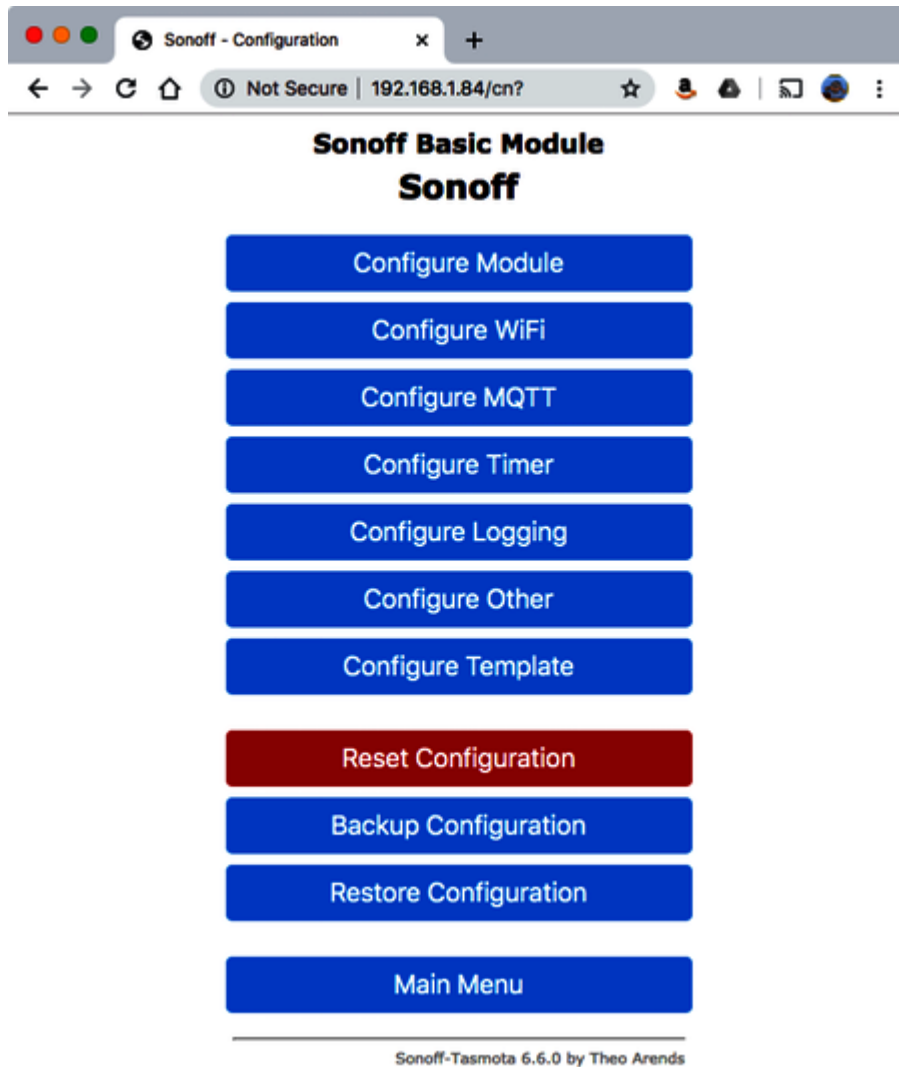 Sonoff - Configuration
Not Secure | 192.168.1.84/cn?
Sonoff Basic Module
Sonoff
Configure Module
Configure WiFi
Configure MQTT
Configure Timer
Configure Logging
Configure Other
Configure Template
Reset Configuration
Backup Configuration
Restore Configuration
Main Menu
Sonoff-Tasmota 6.6.0 by Theo Arends